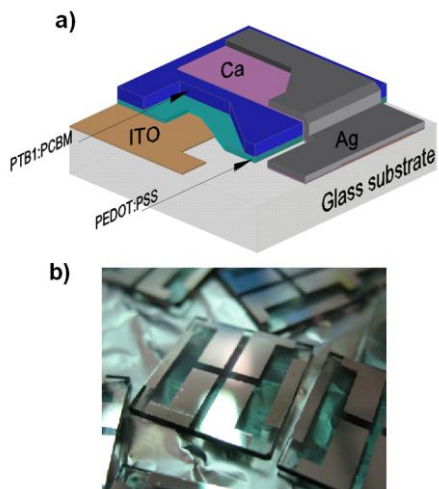 a)
Ca
PTB1:PCBM
ITO
Ag
PEDOT:PSS
Glass substrate
b)